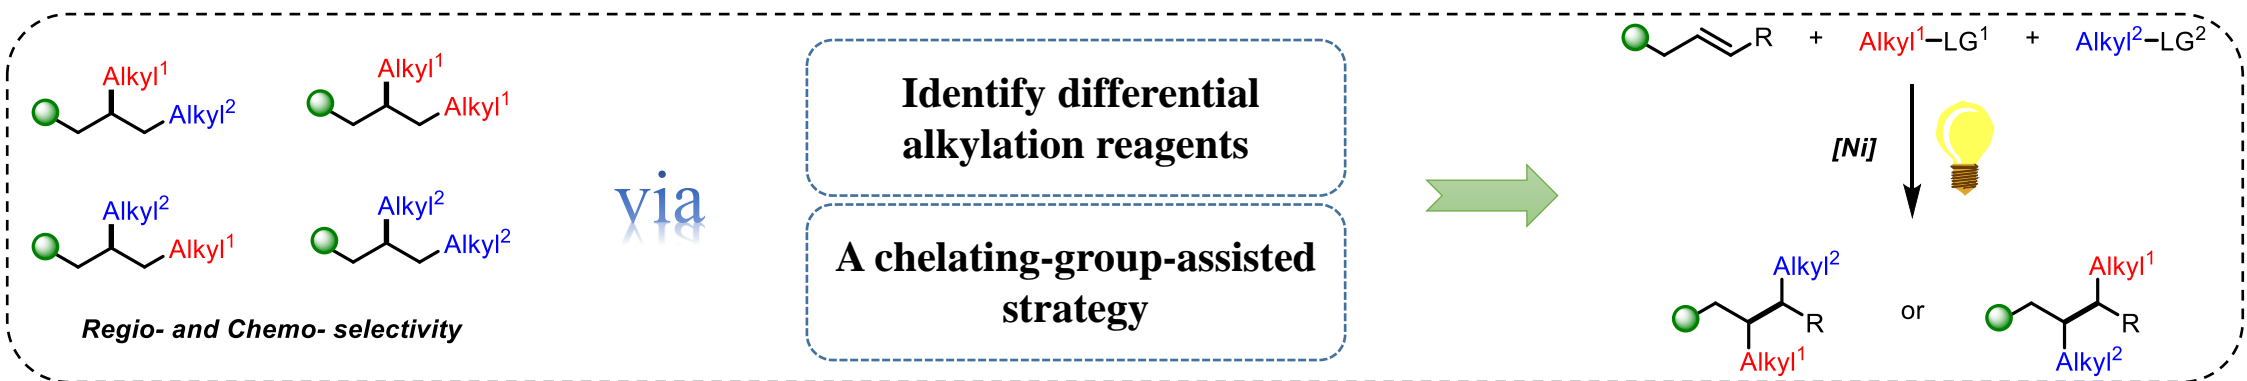 Alkyl¹
Alkyl²
Alkyl¹
Alkyl¹
Alkyl²
Alkyl¹
Alkyl²
Alkyl²
Regio- and Chemo- selectivity
via
Identify differential
alkylation reagents
A chelating-group-assisted
strategy
R + Alkyl¹–LG¹ + Alkyl²–LG²
[Ni]
Alkyl²
R
Alkyl¹
or
Alkyl¹
R
Alkyl²